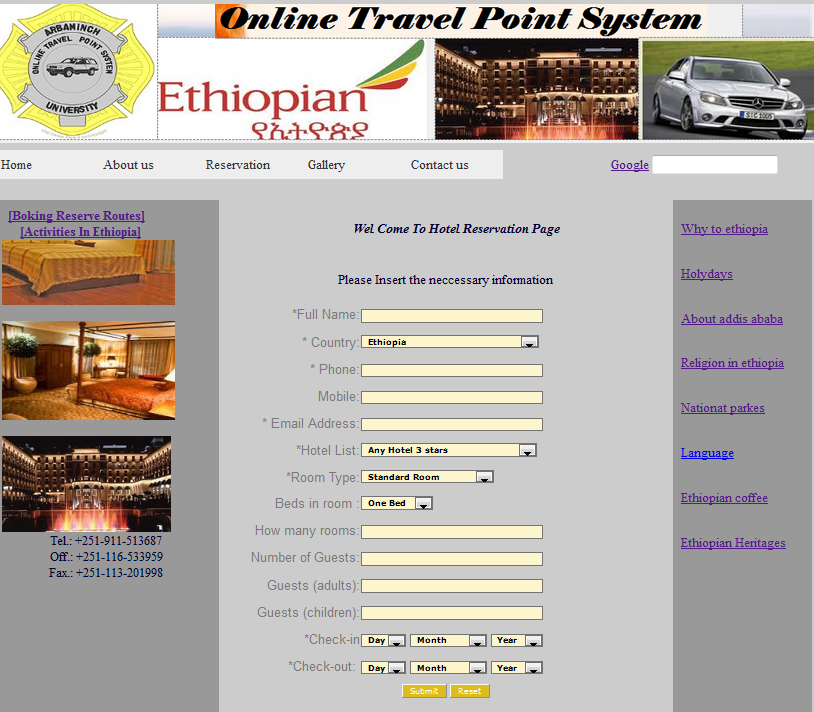 Online Travel Point System
ARBAMINCH
ONLINE TRAVEL POINT SYSTEM
UNIVERSITY
Ethiopian
የኢትዮጵያ
Home About us Reservation Gallery Contact us Google
[Boking Reserve Routes]
[Activities In Ethiopia]
Tel.: +251-911-513687
Off.: +251-116-533959
Fax.: +251-113-201998
Wel Come To Hotel Reservation Page
Please Insert the neccessary information
*Full Name:
* Country: Ethiopia
* Phone:
Mobile:
* Email Address:
*Hotel List: Any Hotel 3 stars
*Room Type: Standard Room
Beds in room : One Bed
How many rooms:
Number of Guests:
Guests (adults):
Guests (children):
*Check-in Day Month Year
*Check-out: Day Month Year
Submit Reset
Why to ethiopia
Holydays
About addis ababa
Religion in ethiopia
Nationat parkes
Language
Ethiopian coffee
Ethiopian Heritages